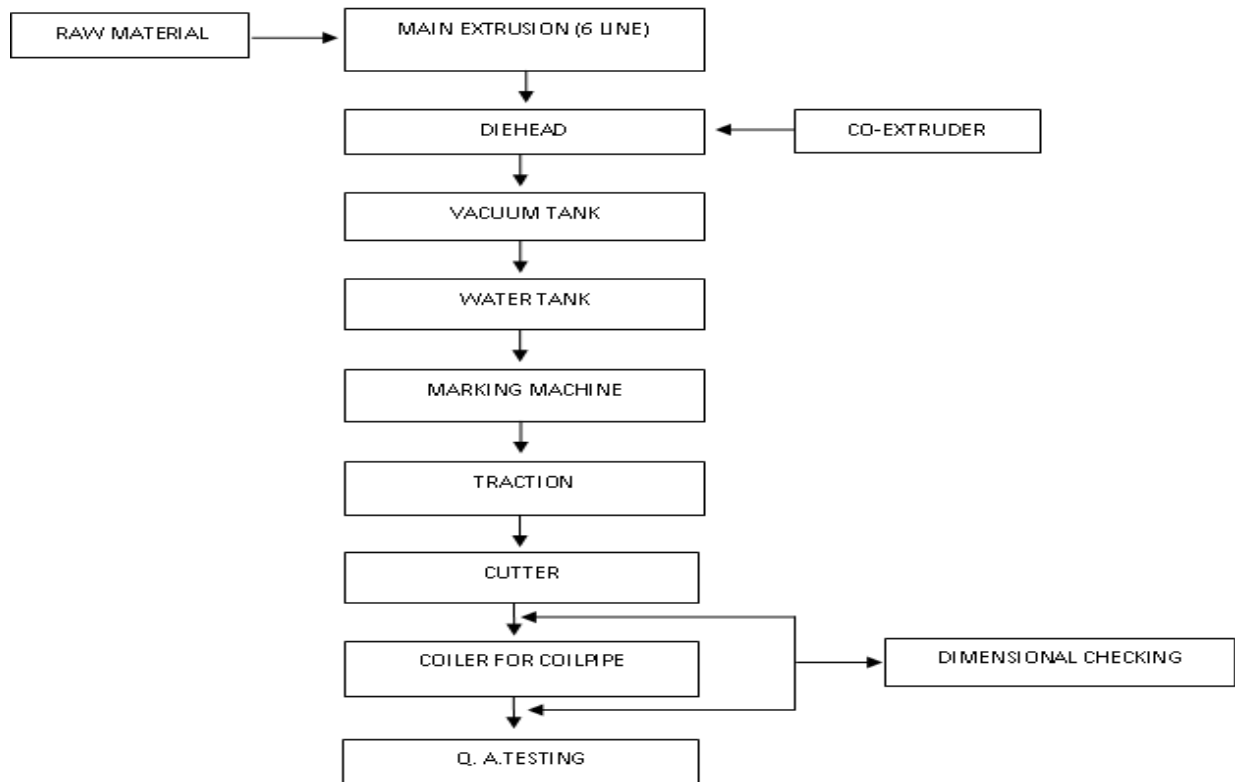 RAW MATERIAL
MAIN EXTRUSION (6 LINE)
DIEHEAD
CO-EXTRUDER
VACUUM TANK
WATER TANK
MARKING MACHINE
TRACTION
CUTTER
COILER FOR COILPIPE
DIMENSIONAL CHECKING
Q. A.TESTING